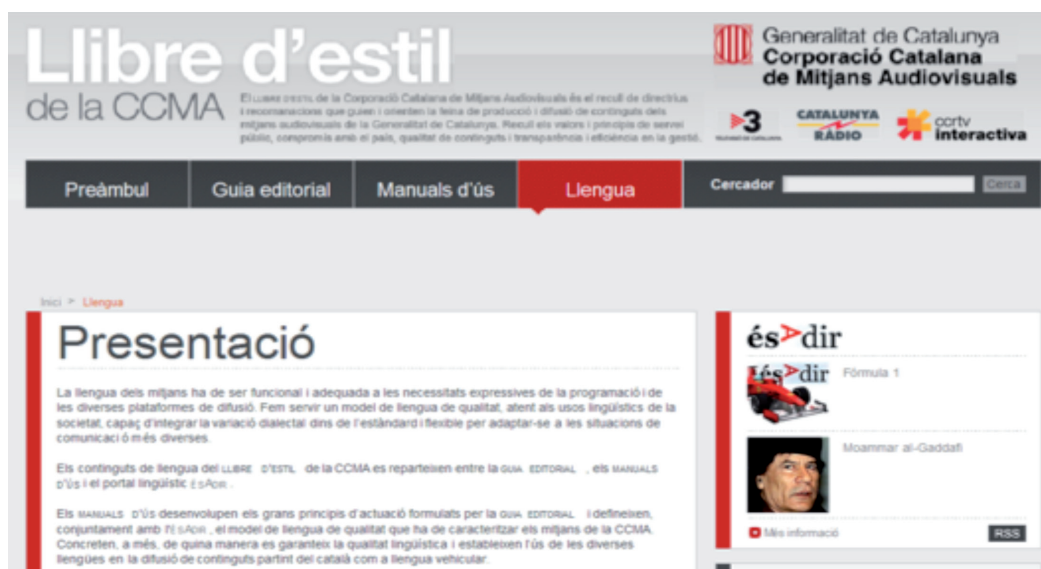 Llibre d'estil
de la CCMA
El LLIBRE D'ESTIL de la Corporació Catalana de Mitjans Audiovisuals és el recull de directrius
i recomanacions que guien i orienten la feina de producció i difusió de continguts dels
mitjans audiovisuals de la Generalitat de Catalunya. Recull els valors i principis de servei
públic, compromís amb el país, qualitat de continguts i transparència i eficiència en la gestió.
Generalitat de Catalunya
Corporació Catalana
de Mitjans Audiovisuals
3
CATALUNYA
RÀDIO
ccrtv
interactiva
Preàmbul
Guia editorial
Manuals d'ús
Llengua
Cercador
Cerca
Inici > Llengua
Presentació
La llengua dels mitjans ha de ser funcional i adequada a les necessitats expressives de la programació i de
les diverses plataformes de difusió. Fem servir un model de llengua de qualitat, atent als usos lingüístics de la
societat, capaç d'integrar la variació dialectal dins de l'estàndard i flexible per adaptar-se a les situacions de
comunicaci ó m és diverses.
Els continguts de llengua del LLIBRE D'ESTIL de la CCMA es reparteixen entre la GUIA EDITORIAL , els MANUALS
D'ÚS i el portal lingüístic ÉSADIR .
Els MANUALS D'ÚS desenvolupen els grans principis d'actuació formulats per la GUIA EDITORIAL i defineixen,
conjuntament amb l'ÉSADIR , el model de llengua de qualitat que ha de caracteritzar els mitjans de la CCMA.
Concreten, a més, de quina manera es garanteix la qualitat lingüística i estableixen l'ús de les diverses
llengües en la difusió de continguts partint del català com a llengua vehicular.
ésAdir
ésAdir
Fórmula 1
Moammar al-Gaddafi
Més informació
RSS